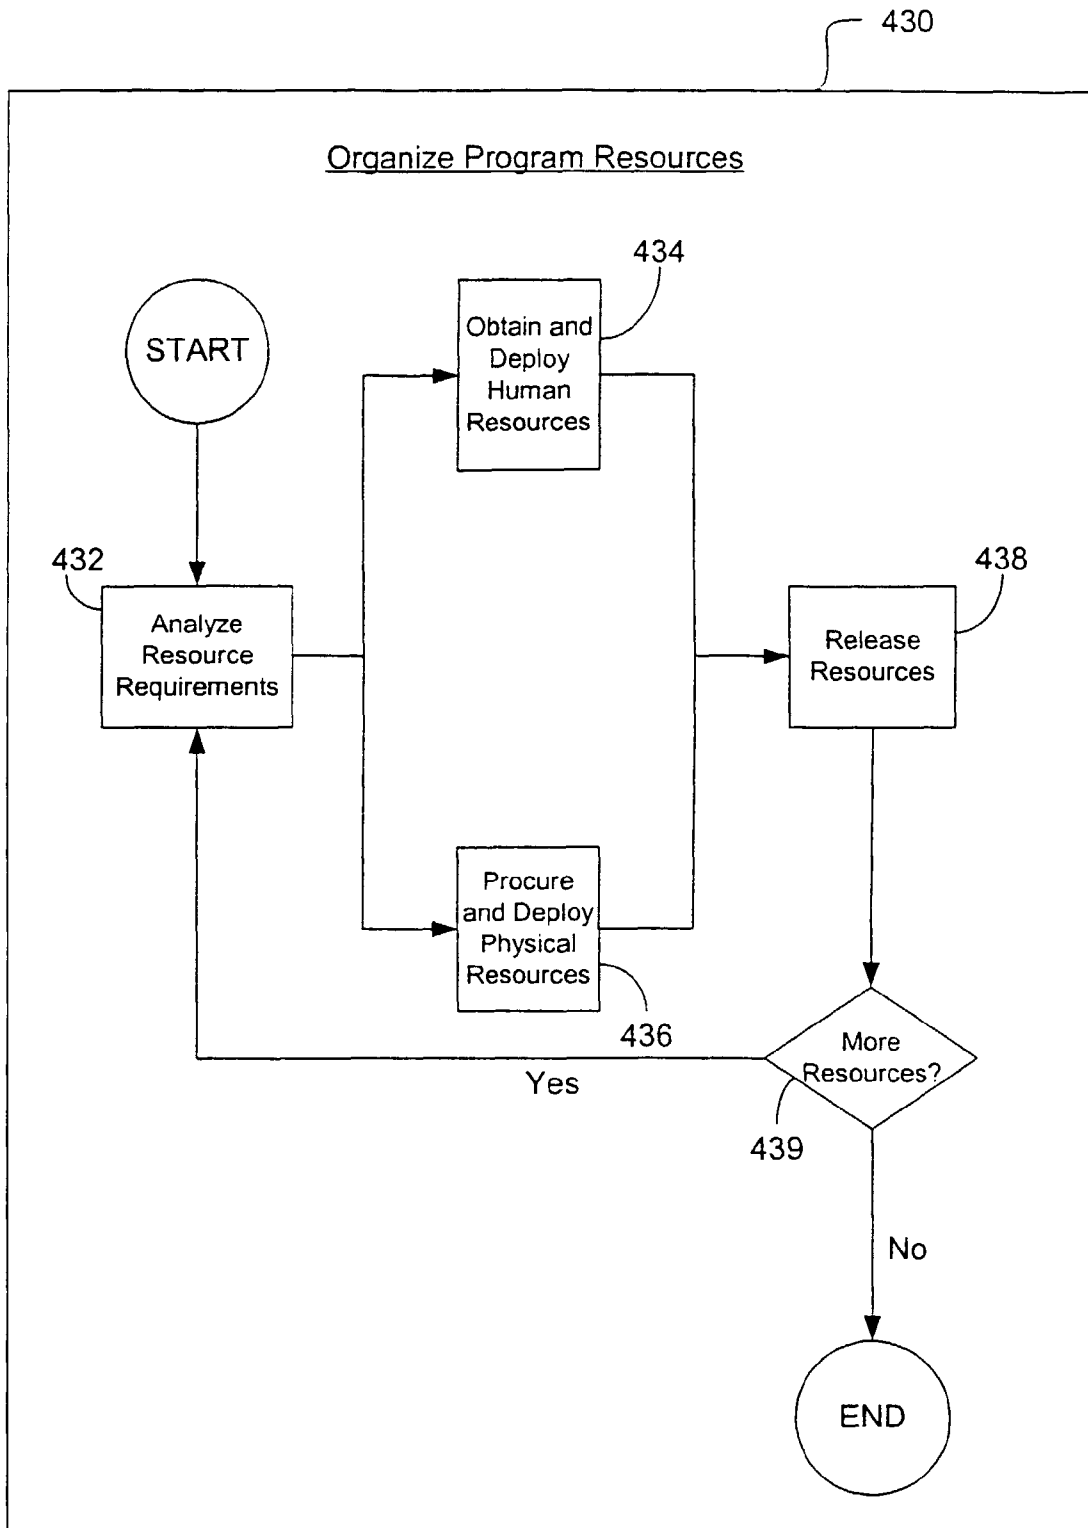 430
Organize Program Resources
434
Obtain and
Deploy
Human
Resources
START
432
Analyze
Resource
Requirements
438
Release
Resources
Procure
and Deploy
Physical
Resources
436
More
Resources?
Yes
439
No
END